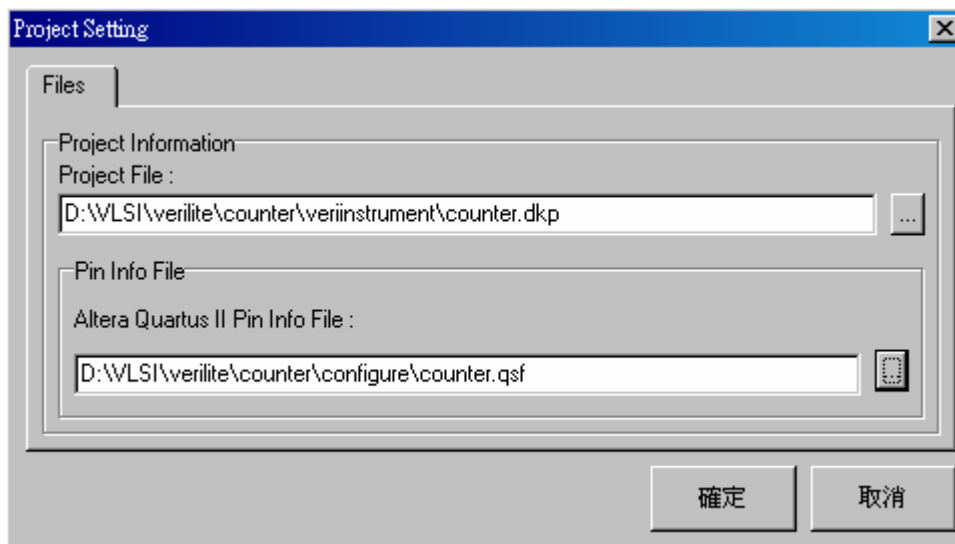 Project Setting
Files
Project Information
Project File :
D:\VLSI\verilite\counter\veriinstrument\counter.dkp
...
Pin Info File
Altera Quartus II Pin Info File :
D:\VLSI\verilite\counter\configure\counter.qsf
...
確定
取消